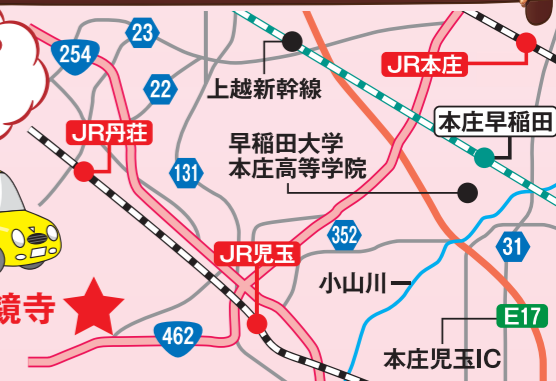 23
254
JR本庄
22
上越新幹線
本庄早稲田
JR丹荘
早稲田大学
本庄高等学院
131
352
31
JR児玉
小山川
鏡寺
E17
462
本庄児玉IC